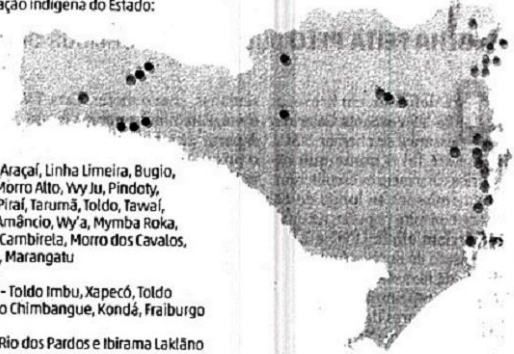 ação indígena do Estado:
Araçaí, Linha Limeira, Bugio,
Morro Alto, Yvy Ju, Pindoty,
Piraí, Tarumã, Toldo, Tawaí,
Amâncio, Wy'a, Mymba Roka,
Cambirela, Morro dos Cavalos,
, Marangatu
- Toldo Imbu, Xapecó, Toldo
o Chimbangue, Kondá, Fraiburgo
Rio dos Pardos e Ibirama Laklãno